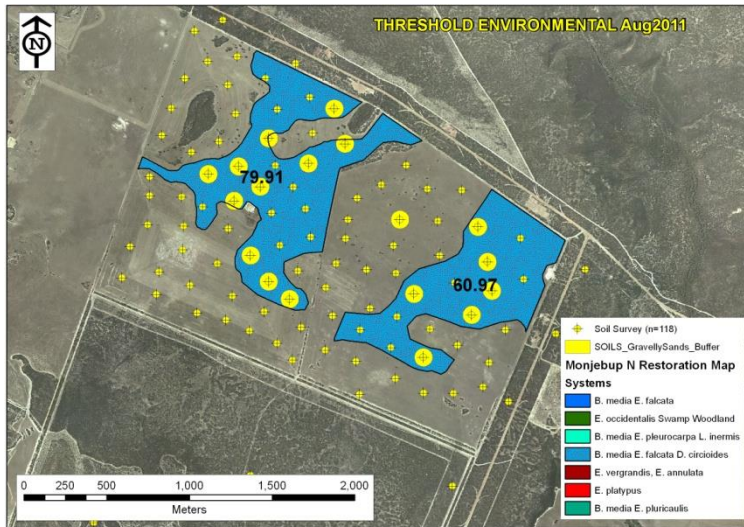 THRESHOLD ENVIRONMENTAL Aug2011
N
79.91
60.97
Soil Survey (n=118)
SOILS_GravellySands_Buffer
Monjebup N Restoration Map
Systems
B. media E. falcata
E. occidentalis Swamp Woodland
B. media E. pleurocarpa L. inermis
B. media E. falcata D. circioides
E. vergrandis, E. annulata
E. platypus
B. media E. pluricaulis
0 250 500 1,000 1,500 2,000
Meters